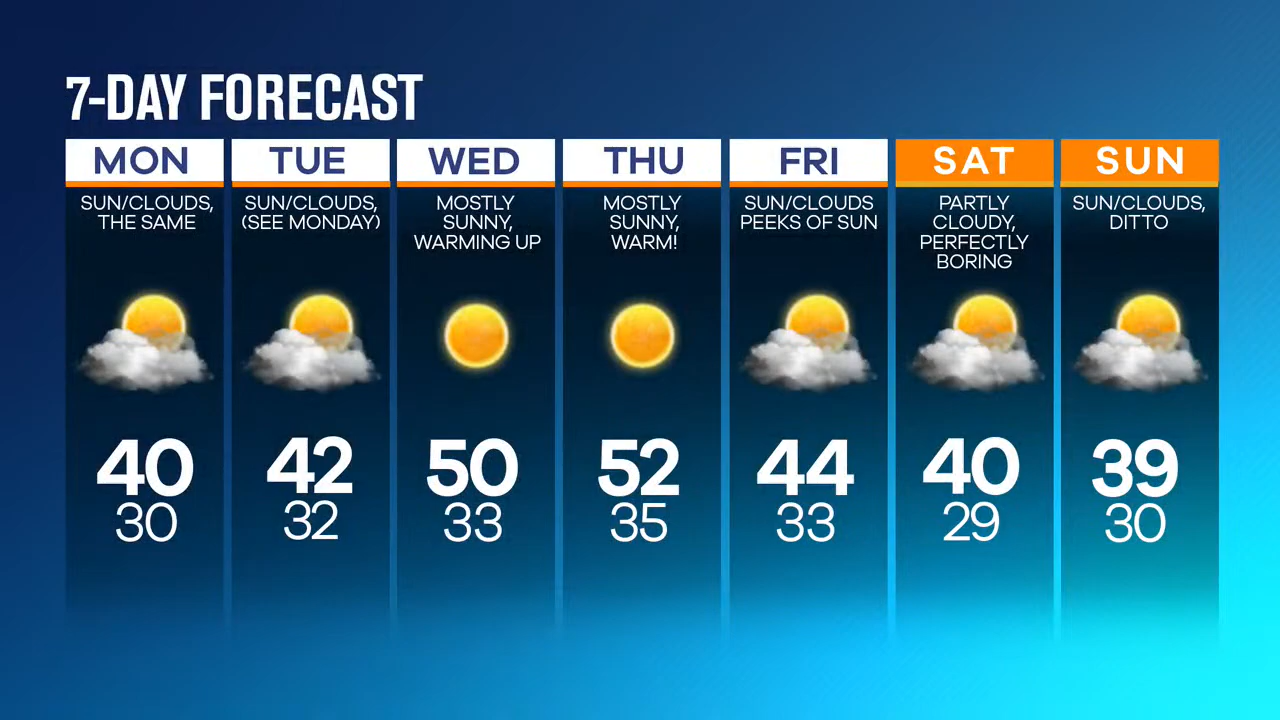 7-DAY FORECAST
MON
SUN/CLOUDS,
THE SAME
40
30
TUE
SUN/CLOUDS,
(SEE MONDAY)
42
32
WED
MOSTLY
SUNNY,
WARMING UP
50
33
THU
MOSTLY
SUNNY,
WARM!
52
35
FRI
SUN/CLOUDS
PEEKS OF SUN
44
33
SAT
PARTLY
CLOUDY,
PERFECTLY
BORING
40
29
SUN
SUN/CLOUDS,
DITTO
39
30